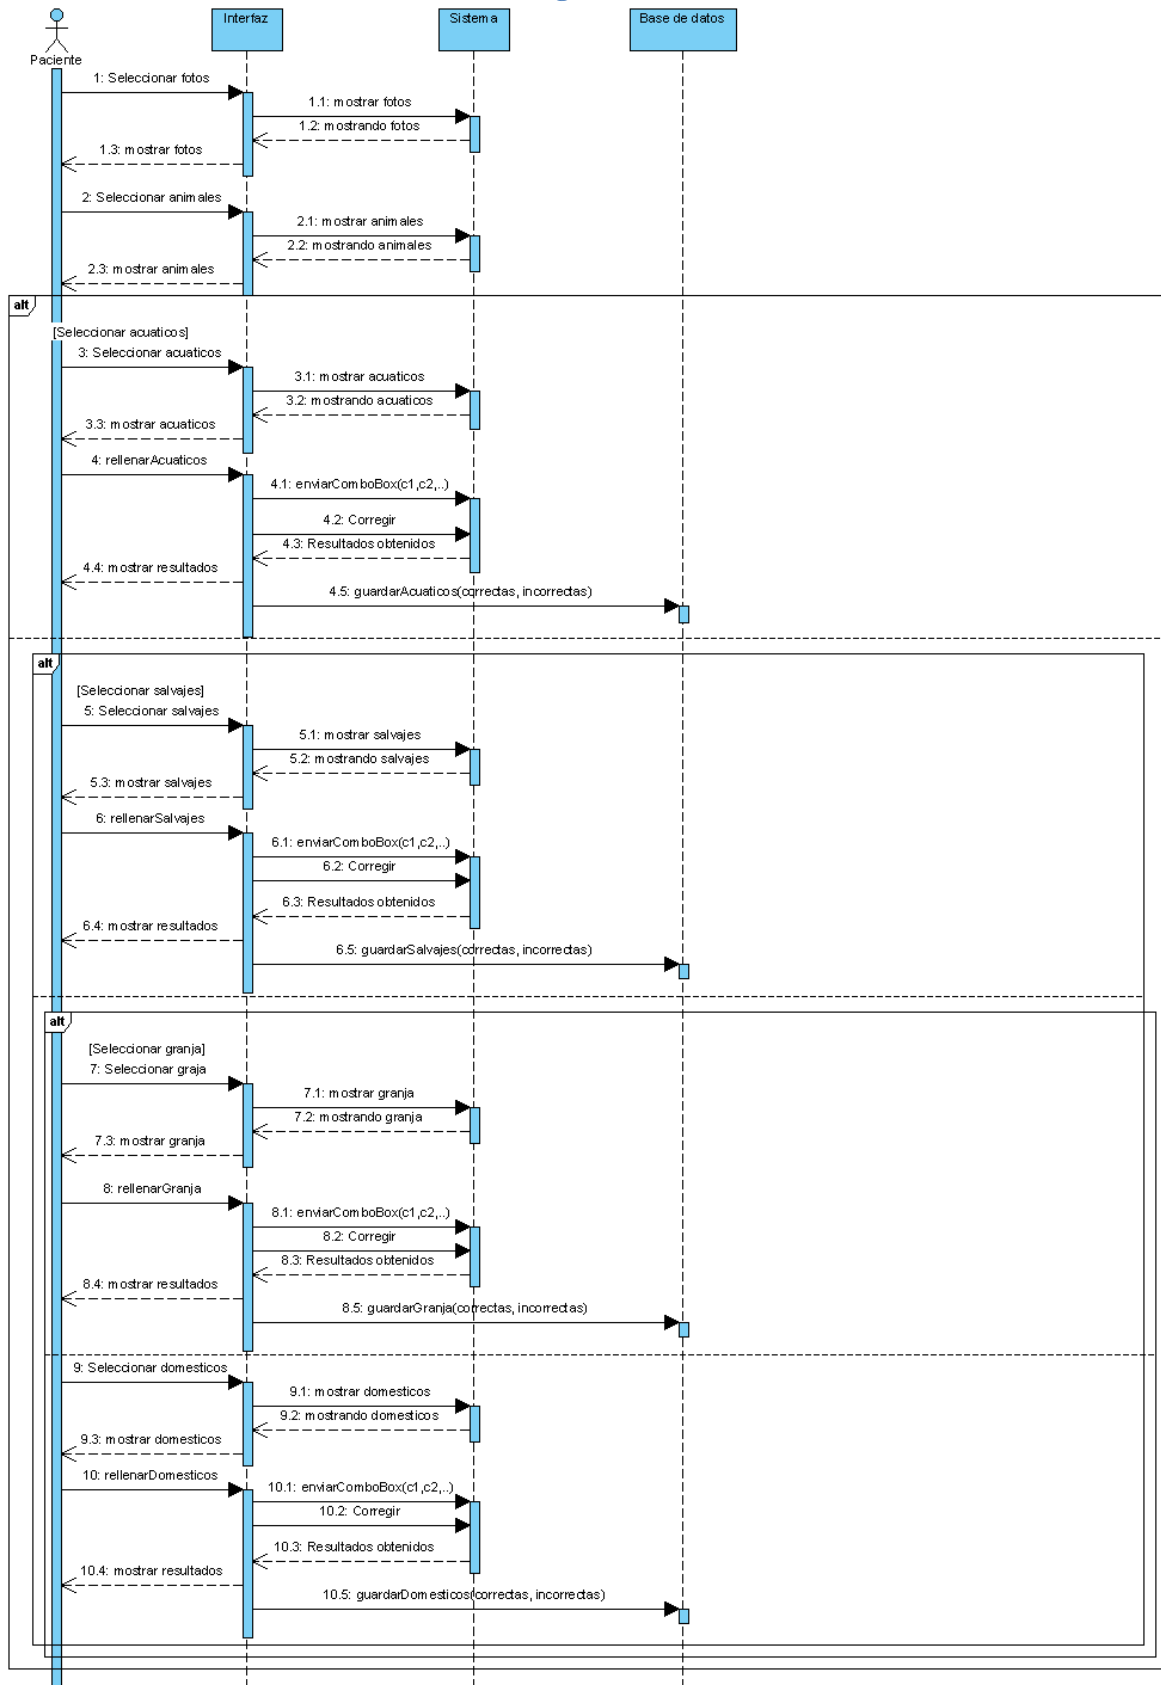 Interfaz
Sistema
Base de datos
Paciente
1: Seleccionar fotos
1.1: mostrar fotos
1.2: mostrando fotos
1.3: mostrar fotos
2: Seleccionar animales
2.1: mostrar animales
2.2: mostrando animales
2.3: mostrar animales
alt
[Seleccionar acuaticos]
3: Seleccionar acuaticos
3.1: mostrar acuaticos
3.2: mostrando acuaticos
3.3: mostrar acuaticos
4: rellenarAcuaticos
4.1: enviarComboBox(c1,c2,..)
4.2: Corregir
4.3: Resultados obtenidos
4.4: mostrar resultados
4.5: guardarAcuaticos(correctas, incorrectas)
alt
[Seleccionar salvajes]
5: Seleccionar salvajes
5.1: mostrar salvajes
5.2: mostrando salvajes
5.3: mostrar salvajes
6: rellenarSalvajes
6.1: enviarComboBox(c1,c2,..)
6.2: Corregir
6.3: Resultados obtenidos
6.4: mostrar resultados
6.5: guardarSalvajes(correctas, incorrectas)
alt
[Seleccionar granja]
7: Seleccionar graja
7.1: mostrar granja
7.2: mostrando granja
7.3: mostrar granja
8: rellenarGranja
8.1: enviarComboBox(c1,c2,..)
8.2: Corregir
8.3: Resultados obtenidos
8.4: mostrar resultados
8.5: guardarGranja(correctas, incorrectas)
9: Seleccionar domesticos
9.1: mostrar domesticos
9.2: mostrando domesticos
9.3: mostrar domesticos
10: rellenarDomesticos
10.1: enviarComboBox(c1,c2,..)
10.2: Corregir
10.3: Resultados obtenidos
10.4: mostrar resultados
10.5: guardarDomesticos(correctas, incorrectas)